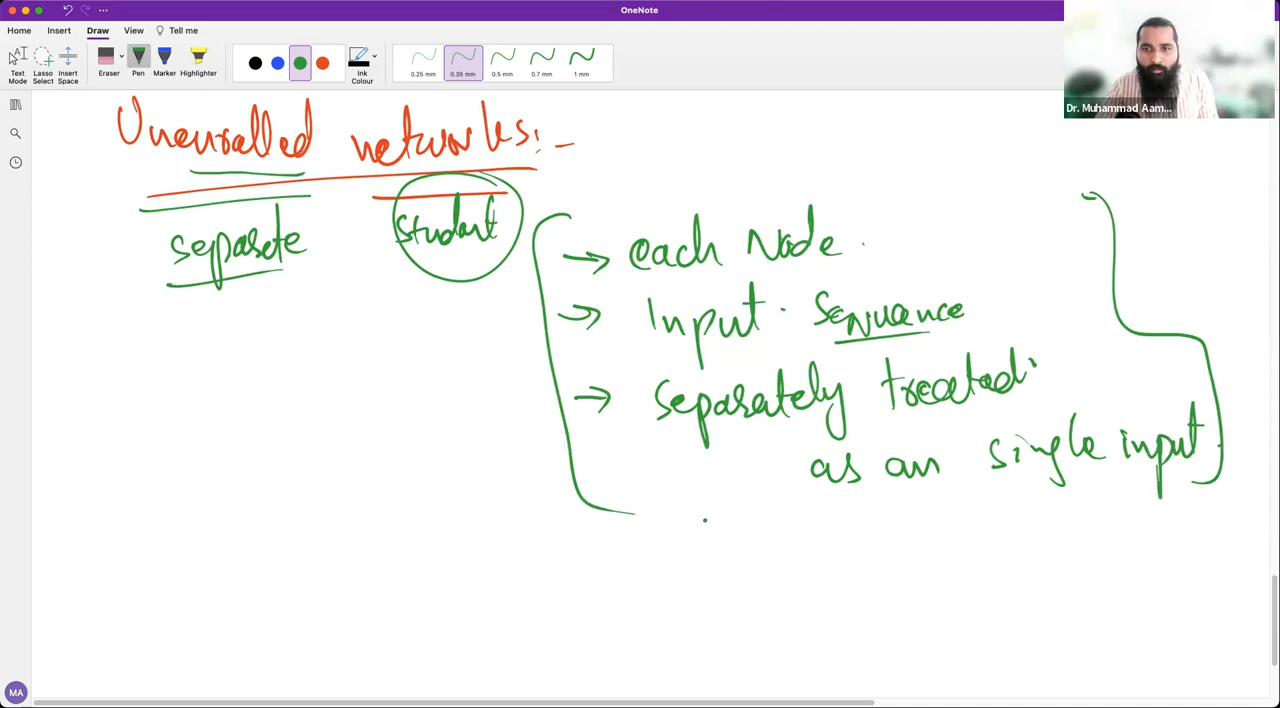 OneNote
Home Insert Draw View Tell me
Text Mode
Lasso Select
Insert Space
Eraser
Pen
Marker
Highlighter
Ink Colour
0.25 mm
0.35 mm
0.5 mm
0.7 mm
1 mm
Dr. Muhammad Aam...
Unenrolled networks:-
separate student
→ each Node.
→ Input. Senuance
→ separately treated
as an single input
MA